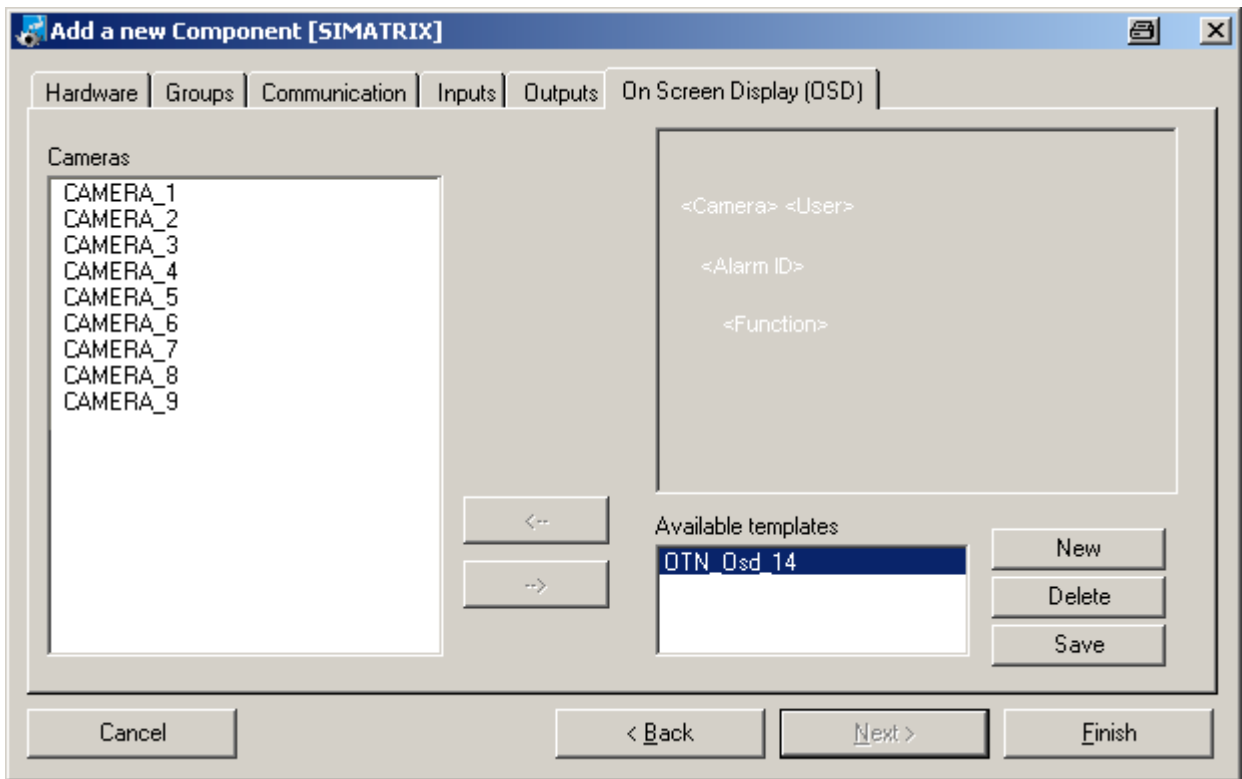 Add a new Component [SIMATRIX]
Hardware Groups Communication Inputs Outputs On Screen Display (OSD)
Cameras
CAMERA_1
CAMERA_2
CAMERA_3
CAMERA_4
CAMERA_5
CAMERA_6
CAMERA_7
CAMERA_8
CAMERA_9
<--
-->
<Camera> <User>
<Alarm ID>
<Function>
Available templates
OTN_Osd_14
New
Delete
Save
Cancel
< Back
Next >
Finish